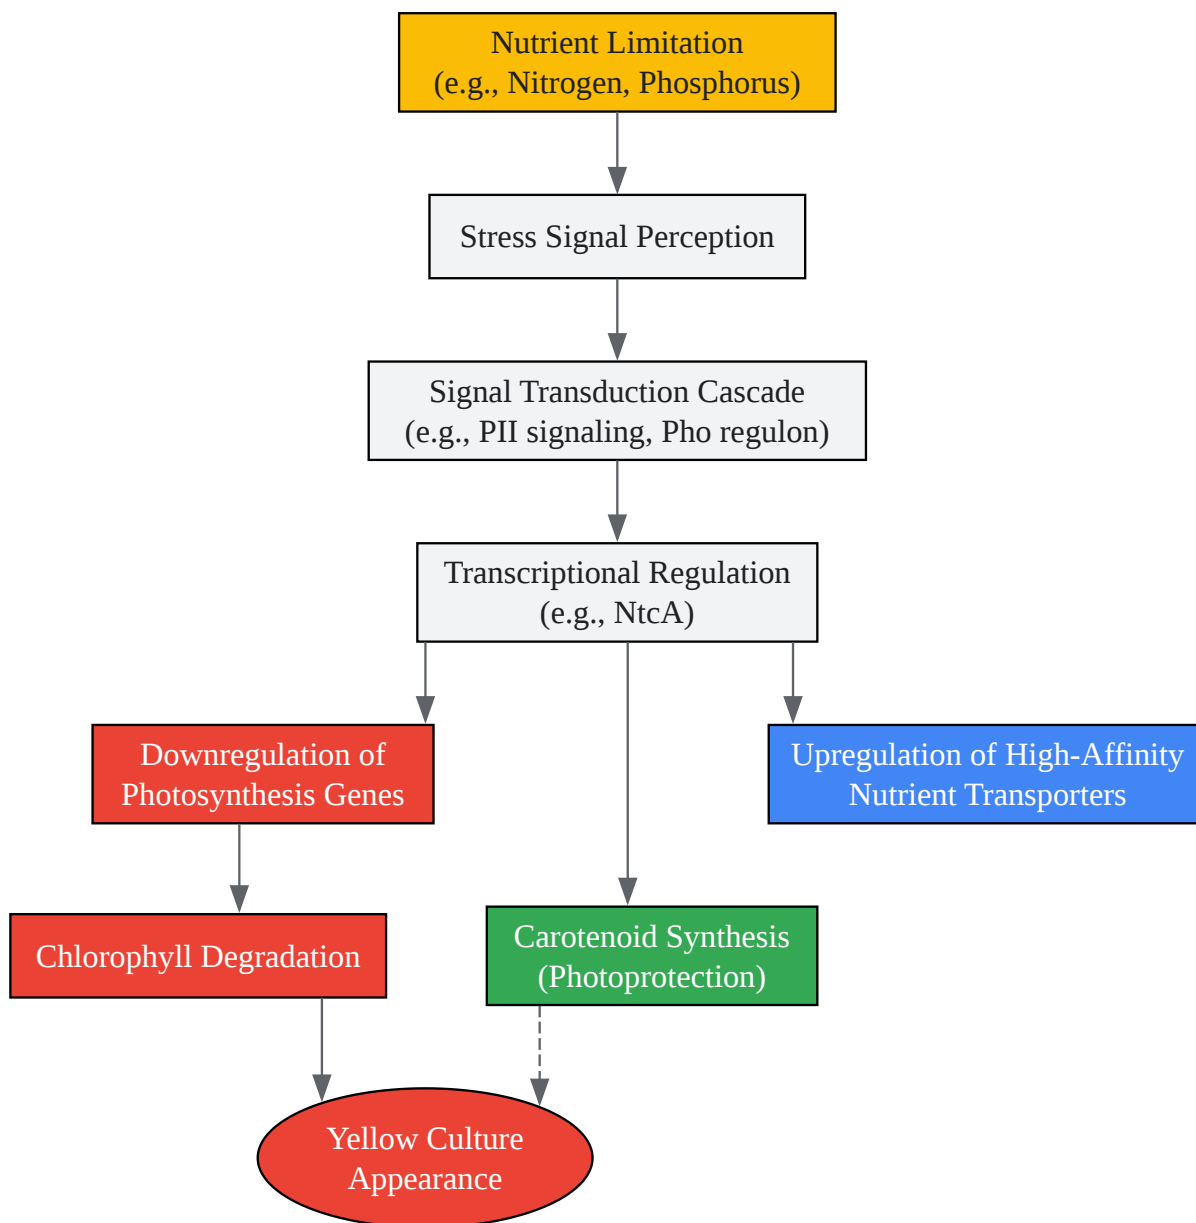 Nutrient Limitation
(e.g., Nitrogen, Phosphorus)
Stress Signal Perception
Signal Transduction Cascade
(e.g., PII signaling, Pho regulon)
Transcriptional Regulation
(e.g., NtcA)
Downregulation of
Photosynthesis Genes
Upregulation of High-Affinity
Nutrient Transporters
Chlorophyll Degradation
Carotenoid Synthesis
(Photoprotection)
Yellow Culture
Appearance